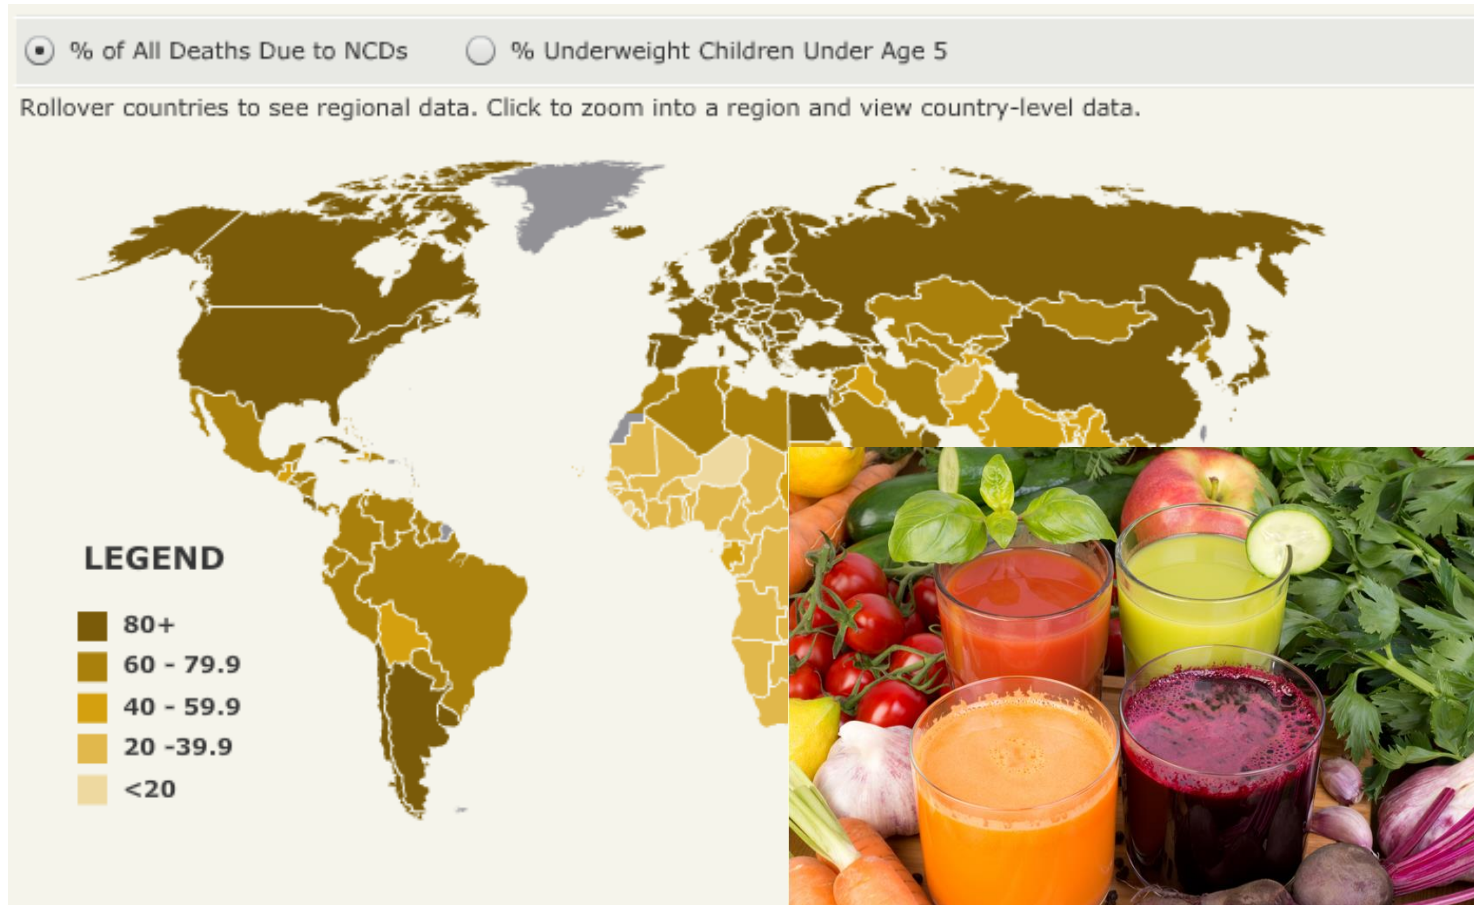 % of All Deaths Due to NCDs % Underweight Children Under Age 5
Rollover countries to see regional data. Click to zoom into a region and view country-level data.
LEGEND
80+
60 - 79.9
40 - 59.9
20 -39.9
<20